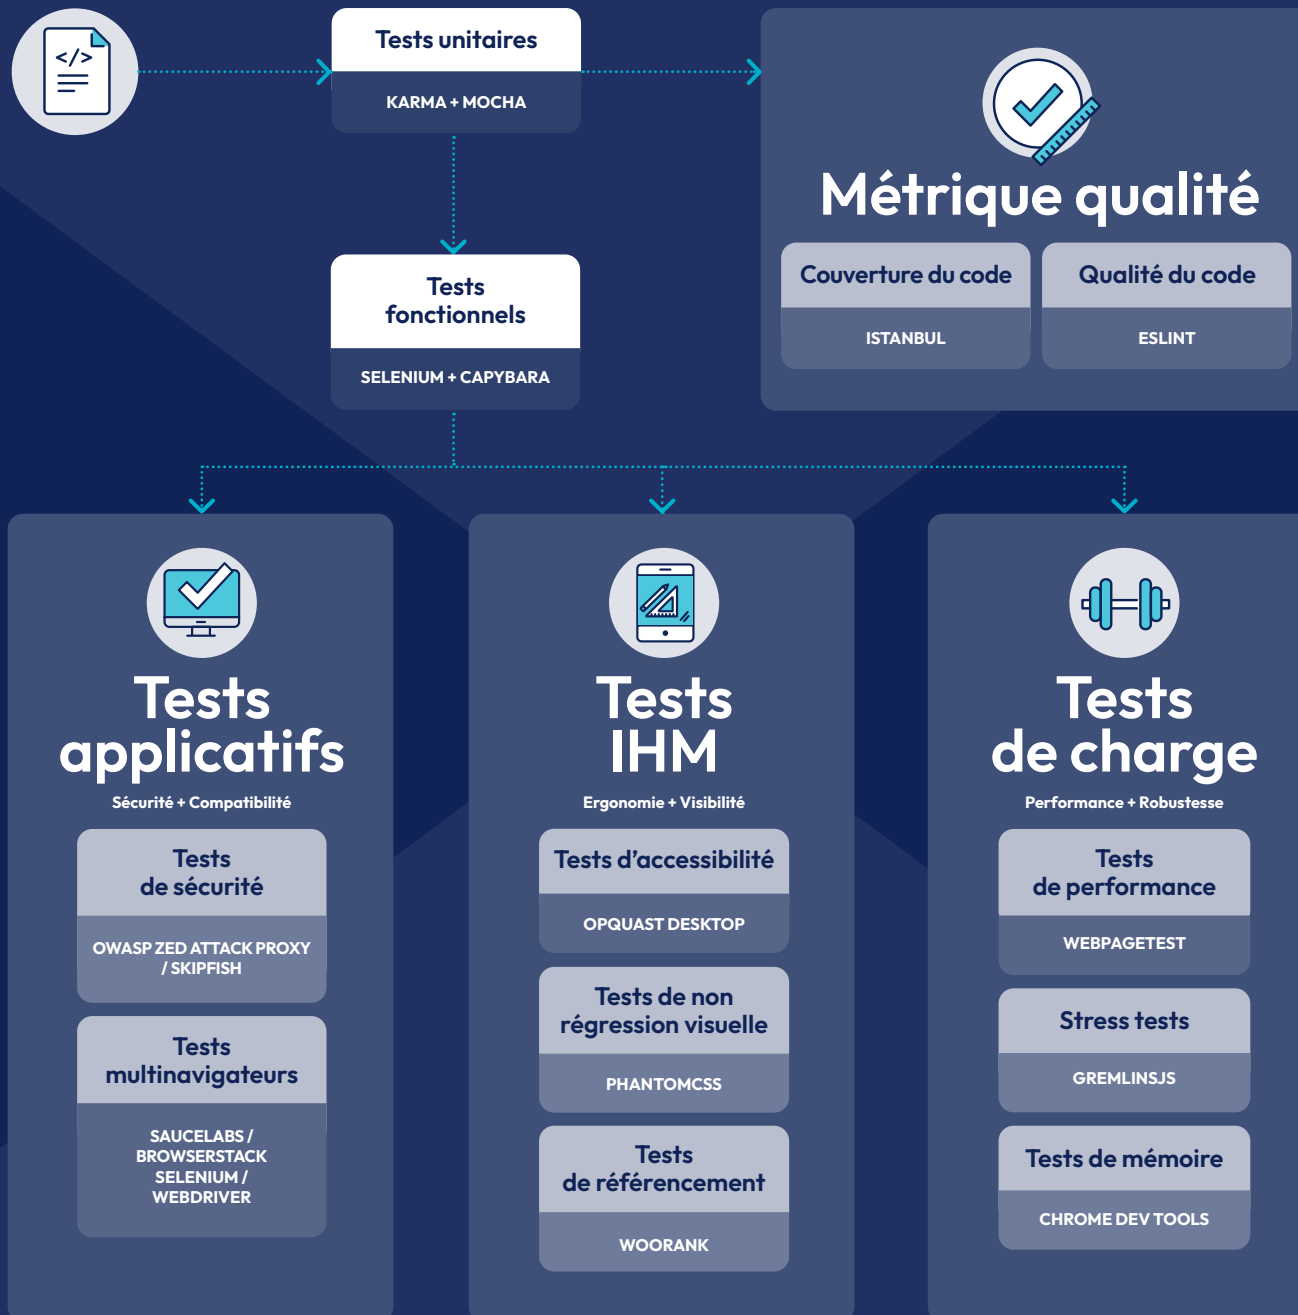 </>
Tests unitaires
KARMA + MOCHA
Métrique qualité
Couverture du code
ISTANBUL
Qualité du code
ESLINT
Tests
fonctionnels
SELENIUM + CAPYBARA
Tests
applicatifs
Sécurité + Compatibilité
Tests
de sécurité
OWASP ZED ATTACK PROXY
/ SKIPFISH
Tests
multinavigateurs
SAUCELABS /
BROWSERSTACK
SELENIUM /
WEBDRIVER
Tests
IHM
Ergonomie + Visibilité
Tests d’accessibilité
OPQUAST DESKTOP
Tests de non
régression visuelle
PHANTOMCSS
Tests
de référencement
WOORANK
Tests
de charge
Performance + Robustesse
Tests
de performance
WEBPAGETEST
Stress tests
GREMLINSJS
Tests de mémoire
CHROME DEV TOOLS